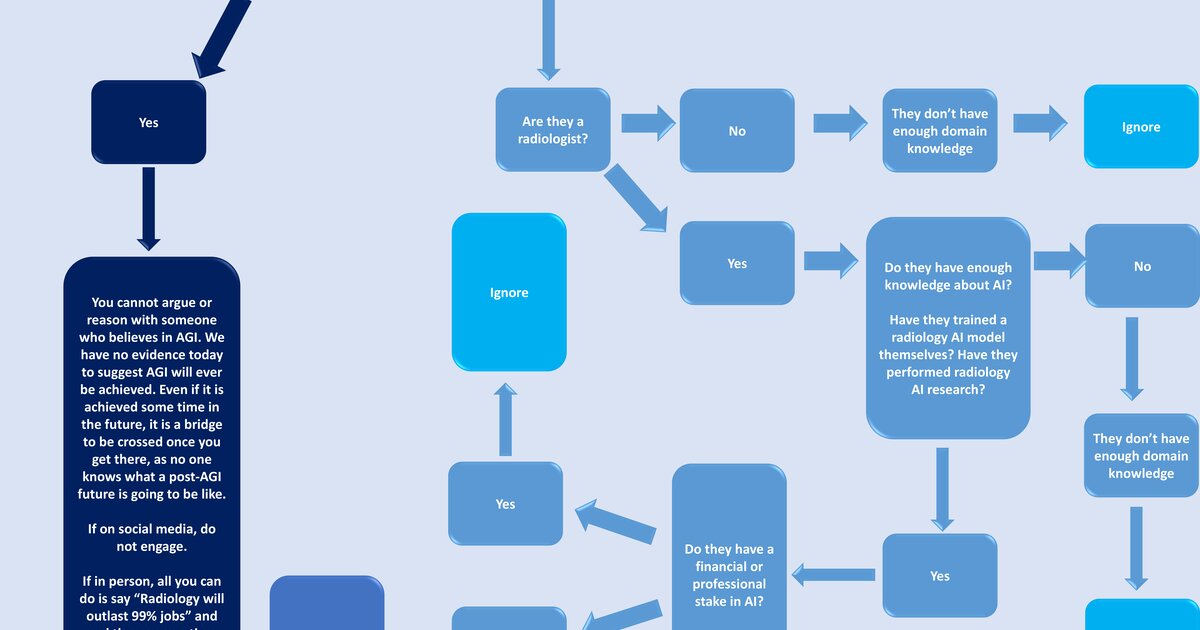 Yes
You cannot argue or
reason with someone
who believes in AGI. We
have no evidence today
to suggest AGI will ever
be achieved. Even if it is
achieved some time in
the future, it is a bridge
to be crossed once you
get there, as no one
knows what a post-AGI
future is going to be like.
If on social media, do
not engage.
If in person, all you can
do is say “Radiology will
outlast 99% jobs” and
Are they a
radiologist?
No
They don’t have
enough domain
knowledge
Ignore
Yes
Do they have enough
knowledge about AI?
Have they trained a
radiology AI model
themselves? Have they
performed radiology
AI research?
No
They don’t have
enough domain
knowledge
Yes
Do they have a
financial or
professional
stake in AI?
Yes
Ignore